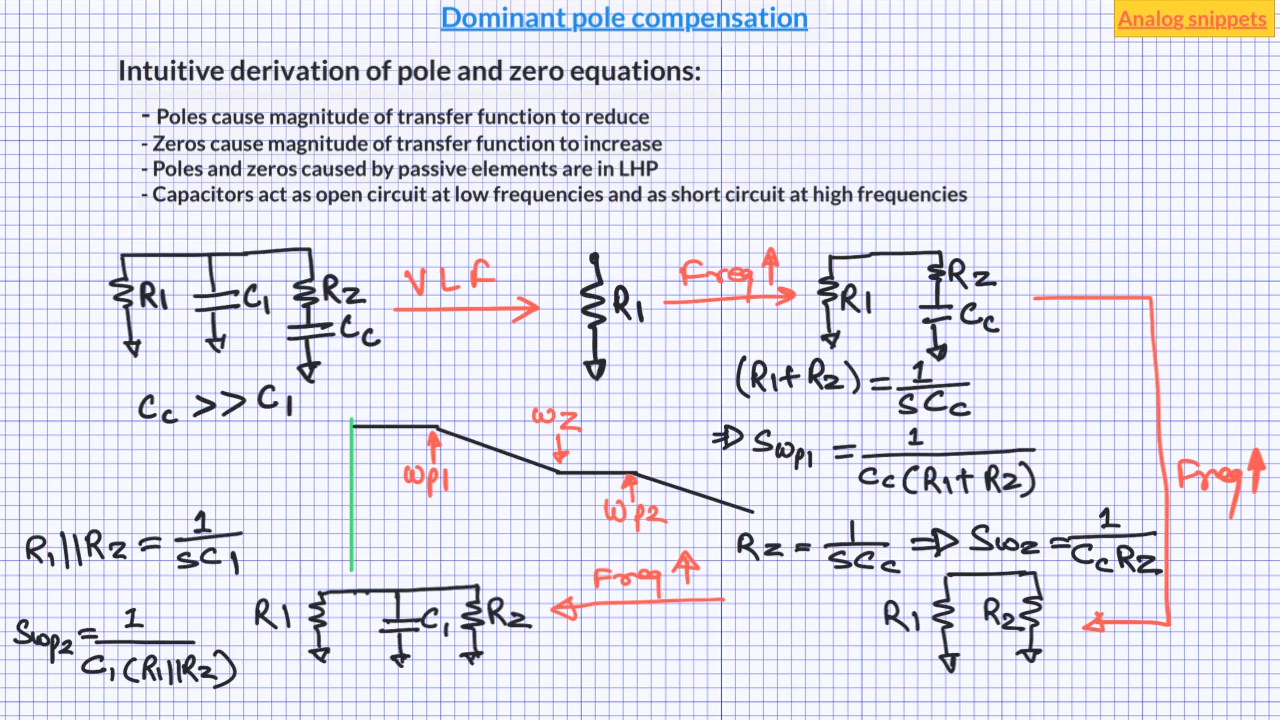 Dominant pole compensation
Analog snippets
Intuitive derivation of pole and zero equations:
- Poles cause magnitude of transfer function to reduce
- Zeros cause magnitude of transfer function to increase
- Poles and zeros caused by passive elements are in LHP
- Capacitors act as open circuit at low frequencies and as short circuit at high frequencies
R1 C1 Rz Cc
VLF
R1
Freq ↑
R1 Rz Cc
Cc >> C1
(R1 + Rz) = 1/SCc
⇒ Sωp1 = 1/Cc(R1 + Rz)
Freq ↑
ωp1
ωz
ωp2
Rz = 1/SCc ⇒ Sωz = 1/CcRz
R1 || Rz = 1/SC1
Freq ↑
R1 Rz
R1 C1 Rz
Sωp2 = 1/C1(R1||Rz)